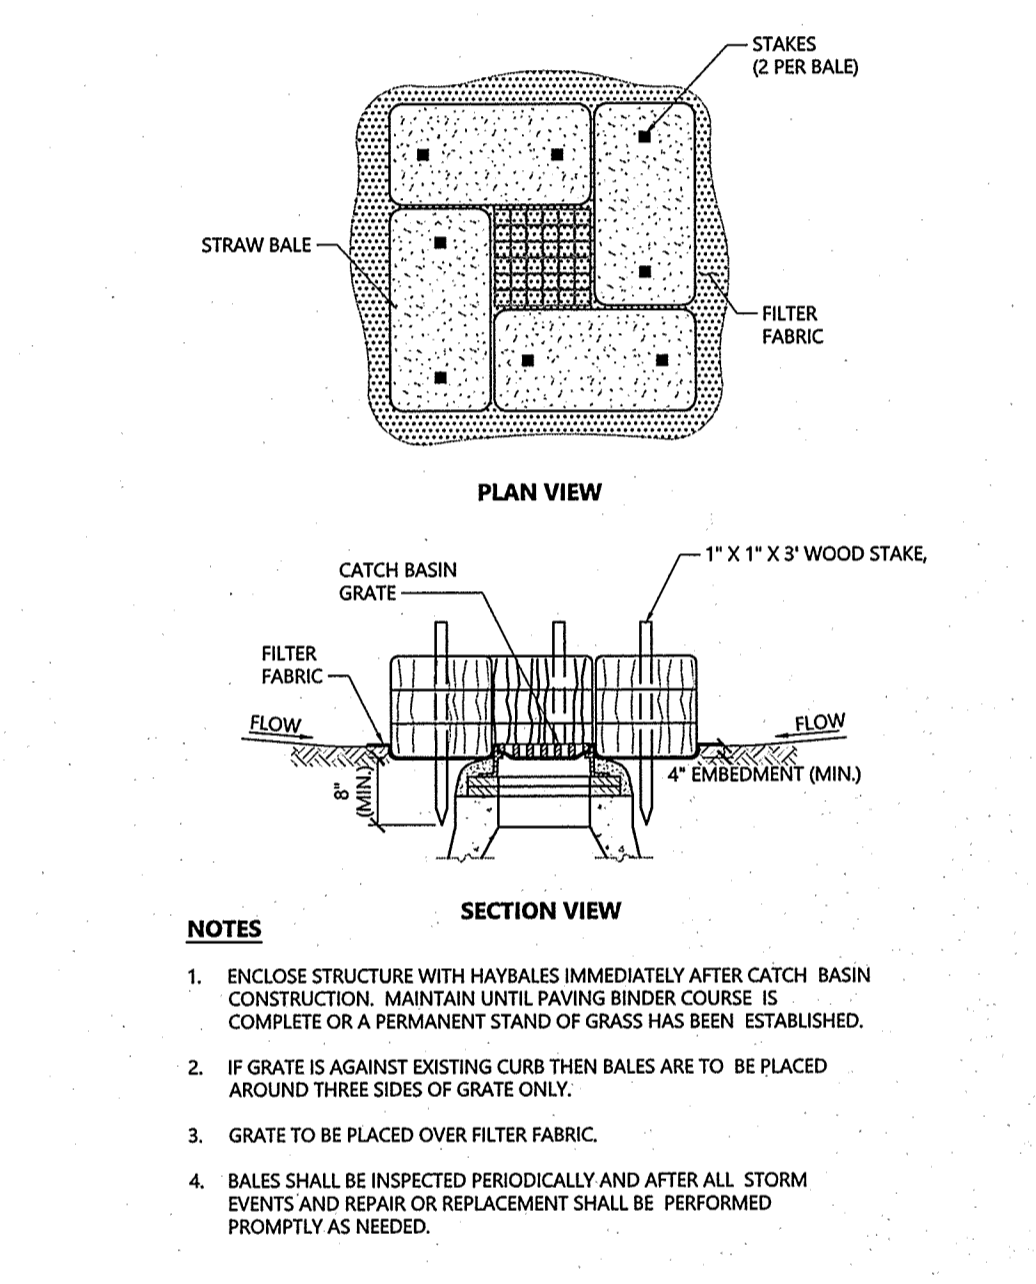 STAKES
(2 PER BALE)
STRAW BALE
FILTER
FABRIC
PLAN VIEW
1" X 1" X 3' WOOD STAKE,
CATCH BASIN
GRATE
FILTER
FABRIC
FLOW
FLOW
8"
(MIN.)
4" EMBEDMENT (MIN.)
SECTION VIEW
NOTES
1. ENCLOSE STRUCTURE WITH HAYBALES IMMEDIATELY AFTER CATCH BASIN
CONSTRUCTION. MAINTAIN UNTIL PAVING BINDER COURSE IS
COMPLETE OR A PERMANENT STAND OF GRASS HAS BEEN ESTABLISHED.
2. IF GRATE IS AGAINST EXISTING CURB THEN BALES ARE TO BE PLACED
AROUND THREE SIDES OF GRATE ONLY.
3. GRATE TO BE PLACED OVER FILTER FABRIC.
4. BALES SHALL BE INSPECTED PERIODICALLY AND AFTER ALL STORM
EVENTS AND REPAIR OR REPLACEMENT SHALL BE PERFORMED
PROMPTLY AS NEEDED.